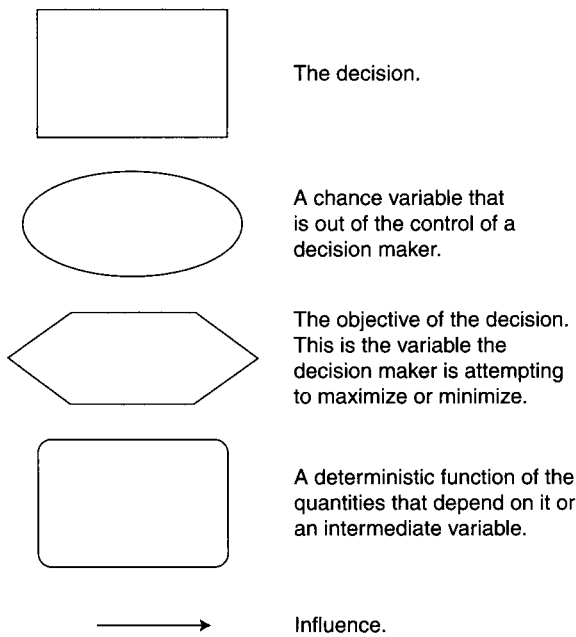 The decision.
A chance variable that
is out of the control of a
decision maker.
The objective of the decision.
This is the variable the
decision maker is attempting
to maximize or minimize.
A deterministic function of the
quantities that depend on it or
an intermediate variable.
Influence.